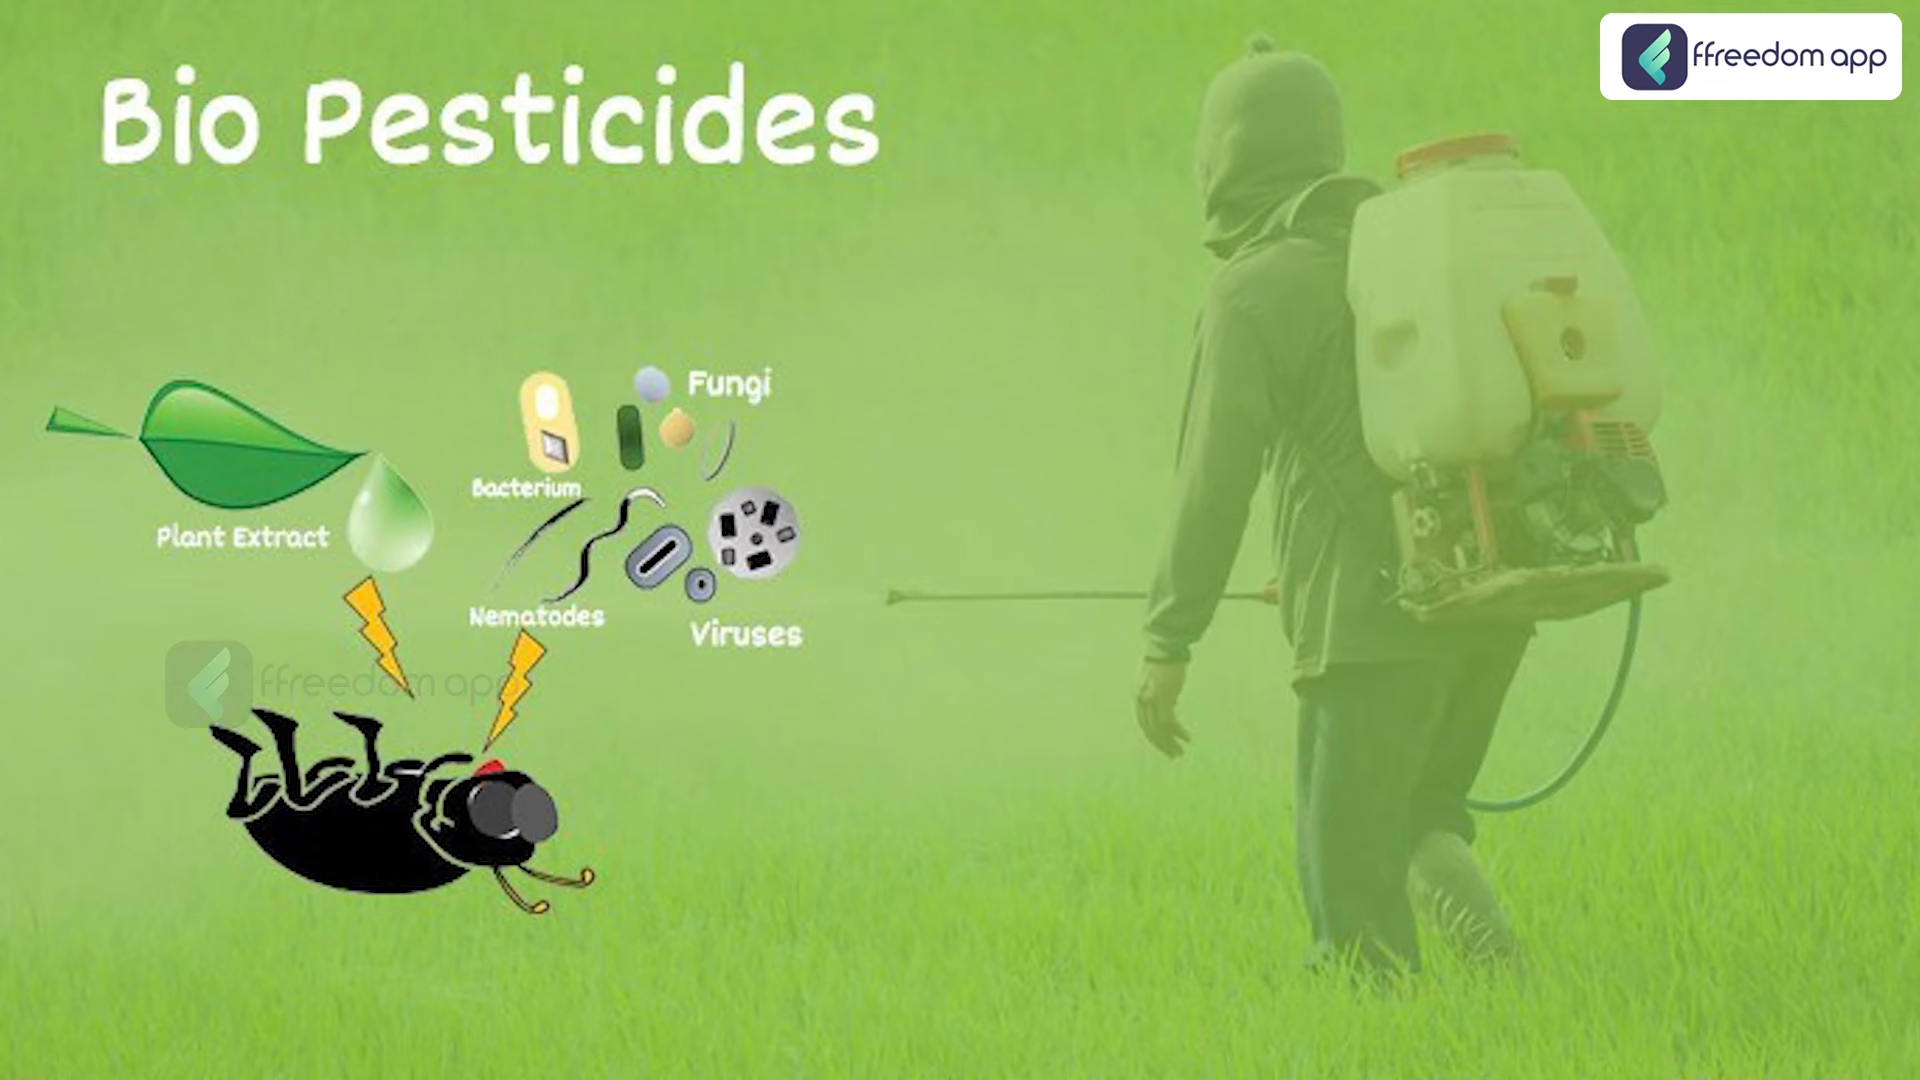 Bio Pesticides
ffreedom app
Fungi
Bacterium
Plant Extract
Nematodes
Viruses
ffreedom app